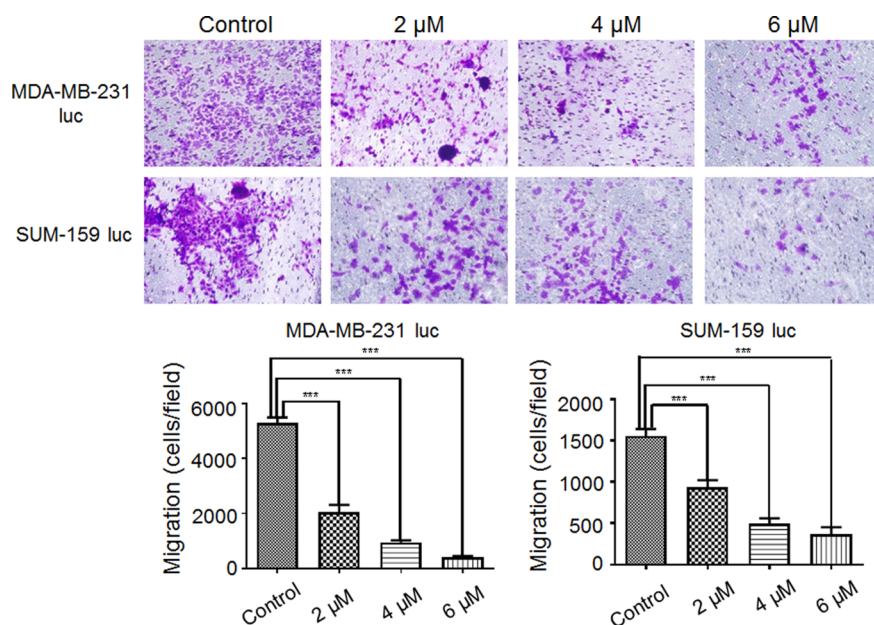 Control 2 µM 4 µM 6 µM
MDA-MB-231
luc
SUM-159 luc
MDA-MB-231 luc
SUM-159 luc
Migration (cells/field)
6000
4000
2000
0
***
***
***
Control 2 µM 4 µM 6 µM
Migration (cells/field)
2000
1500
1000
500
0
***
***
***
Control 2 µM 4 µM 6 µM